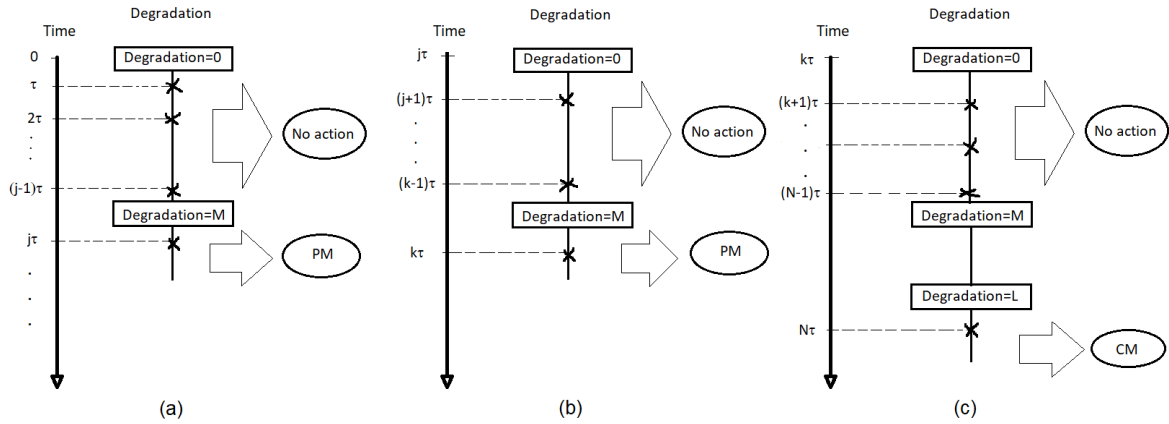 Degradation
Time
0
Degradation=0
τ
2τ
.
.
.
No action
(j-1)τ
Degradation=M
jτ
PM
.
.
.
(a)
Degradation
Time
jτ
Degradation=0
(j+1)τ
.
.
.
No action
(k-1)τ
Degradation=M
kτ
PM
(b)
Degradation
Time
kτ
Degradation=0
(k+1)τ
.
.
.
No action
(N-1)τ
Degradation=M
Degradation=L
Nτ
CM
(c)